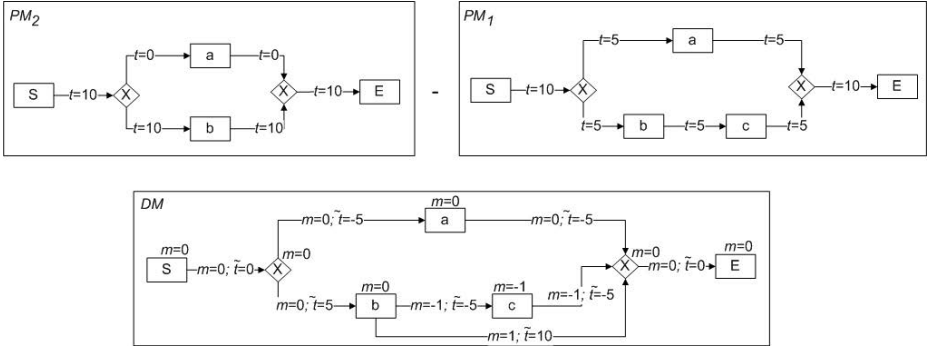 PM2
t=0
a
t=0
S
t=10
X
X
t=10
E
t=10
b
t=10
-
PM1
t=5
a
t=5
S
t=10
X
X
t=10
E
t=5
b
t=5
c
t=5
DM
m=0
m=0; t̃=-5
a
m=0; t̃=-5
m=0
S
m=0; t̃=0
X
m=0
X
m=0
m=0; t̃=0
m=0
E
m=0; t̃=5
m=0
b
m=-1; t̃=-5
m=-1
c
m=-1; t̃=-5
m=1; t̃=10